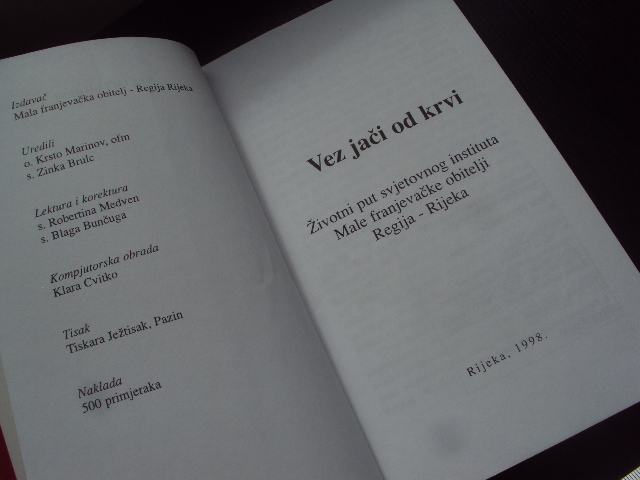 Izdavač
Mala franjevačka obitelj - Regija Rijeka
Uredili
o. Krsto Marinov, ofm
s. Zinka Brulc
Lektura i korektura
s. Robertina Medven
s. Blaga Bunčuga
Kompjutorska obrada
Klara Cvitko
Tisak
Tiskara Ježtisak, Pazin
Naklada
500 primjeraka
Vez jači od krvi
Životni put svjetovnog instituta
Male franjevačke obitelji
Regija - Rijeka
Rijeka, 1998.